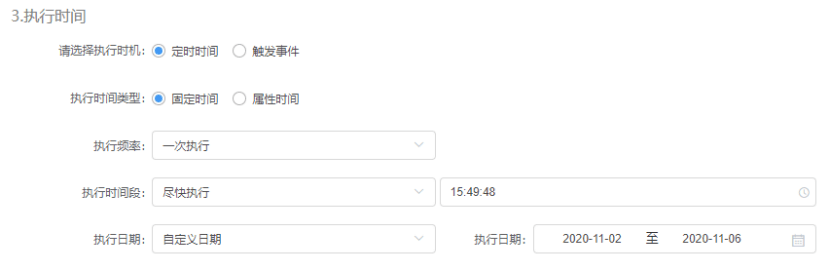 3.执行时间
请选择执行时机: 定时时间 触发事件
执行时间类型: 固定时间 属性时间
执行频率: 一次执行
执行时间段: 尽快执行 15:49:48
执行日期: 自定义日期 执行日期: 2020-11-02 至 2020-11-06